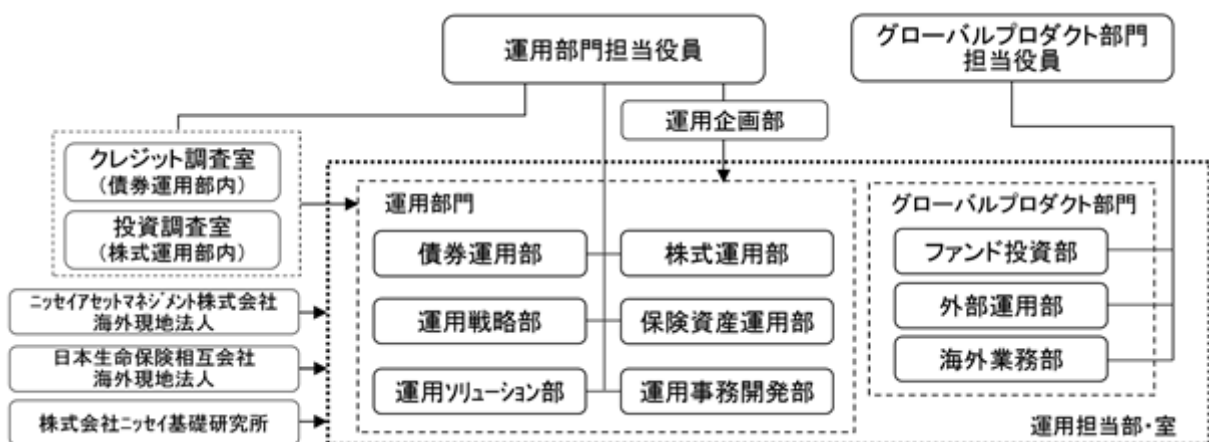 運用部門担当役員
グローバルプロダクト部門
担当役員
運用企画部
クレジット調査室
(債券運用部内)
投資調査室
(株式運用部内)
運用部門
グローバルプロダクト部門
債券運用部
株式運用部
ファンド投資部
ニッセイアセットマネジメント株式会社
海外現地法人
運用戦略部
保険資産運用部
外部運用部
日本生命保険相互会社
海外現地法人
海外業務部
運用ソリューション部
運用事務開発部
株式会社ニッセイ基礎研究所
運用担当部・室